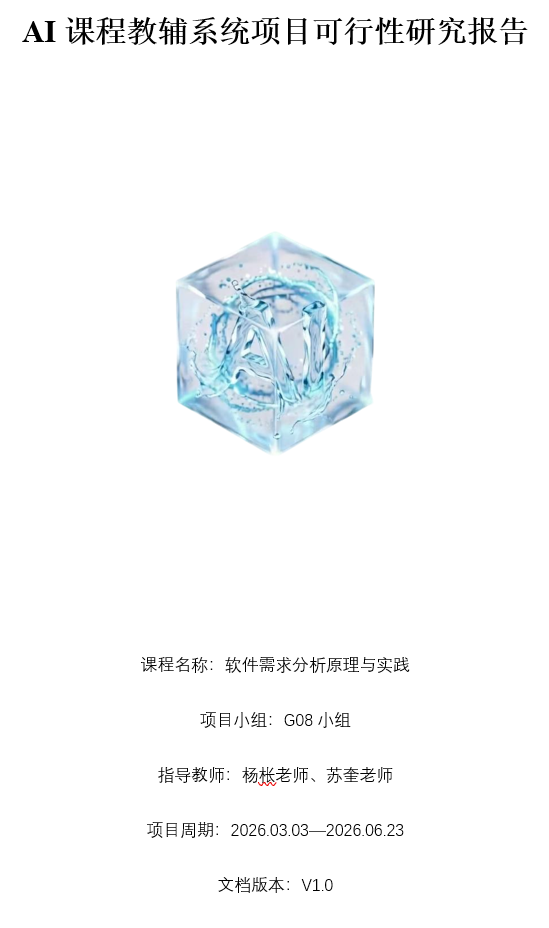 AI 课程教辅系统项目可行性研究报告
AI
课程名称：软件需求分析原理与实践
项目小组：G08 小组
指导教师：杨枨老师、苏奎老师
项目周期：2026.03.03—2026.06.23
文档版本：V1.0